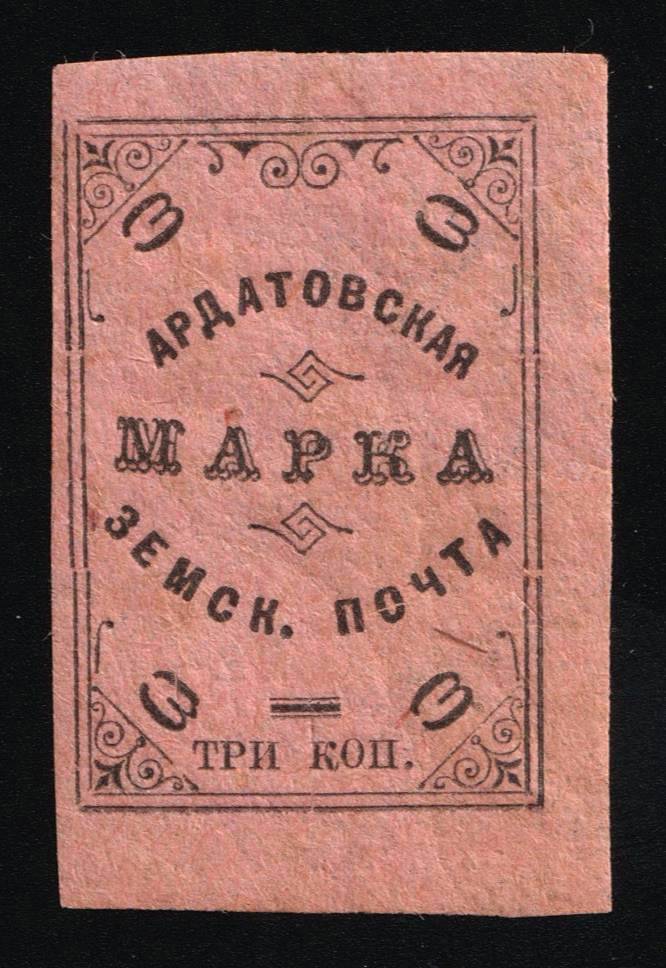 3 3
АРДАТОВСКАЯ
МАРКА
ЗЕМСК. ПОЧТА
3 3
ТРИ КОП.